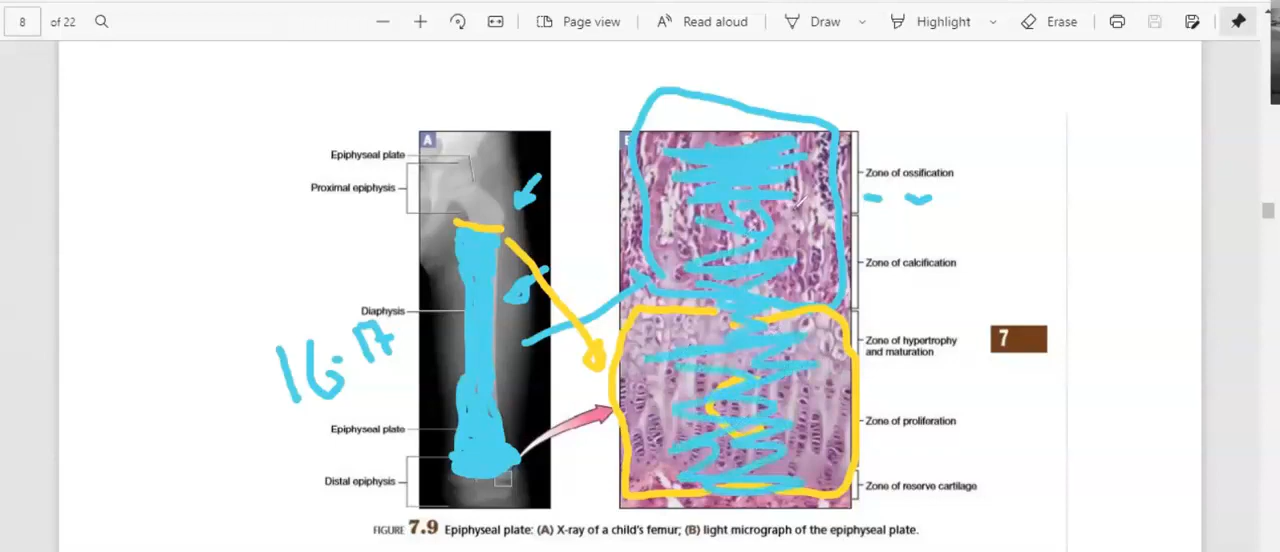 8 of 22 Page view Read aloud Draw Highlight Erase
A
Epiphyseal plate
Proximal epiphysis
Zone of ossification
Zone of calcification
Diaphysis
16-17
Zone of hypertrophy
and maturation
7
Zone of proliferation
Epiphyseal plate
Distal epiphysis
Zone of reserve cartilage
FIGURE 7.9 Epiphyseal plate: (A) X-ray of a child's femur; (B) light micrograph of the epiphyseal plate.